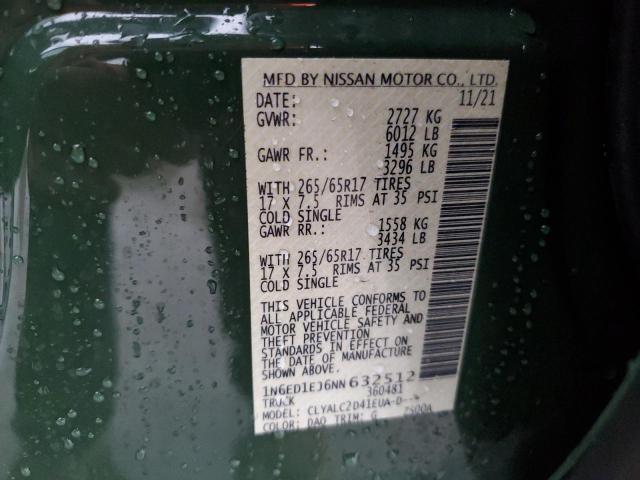 MFD BY NISSAN MOTOR CO., LTD.
DATE: 11/21
GVWR: 2727 KG
6012 LB
GAWR FR.: 1495 KG
3296 LB
WITH 265/65R17 TIRES
17 X 7.5 RIMS AT 35 PSI
COLD SINGLE
GAWR RR.: 1558 KG
3434 LB
WITH 265/65R17 TIRES
17 X 7.5 RIMS AT 35 PSI
COLD SINGLE
THIS VEHICLE CONFORMS TO
ALL APPLICABLE FEDERAL
MOTOR VEHICLE SAFETY AND
THEFT PREVENTION
STANDARDS IN EFFECT ON
THE DATE OF MANUFACTURE
SHOWN ABOVE.
1N6ED1EJ6NN632512
TRUCK 360481
MODEL: CLYALC2D41EUA-D
COLOR: DAQ TRIM: G